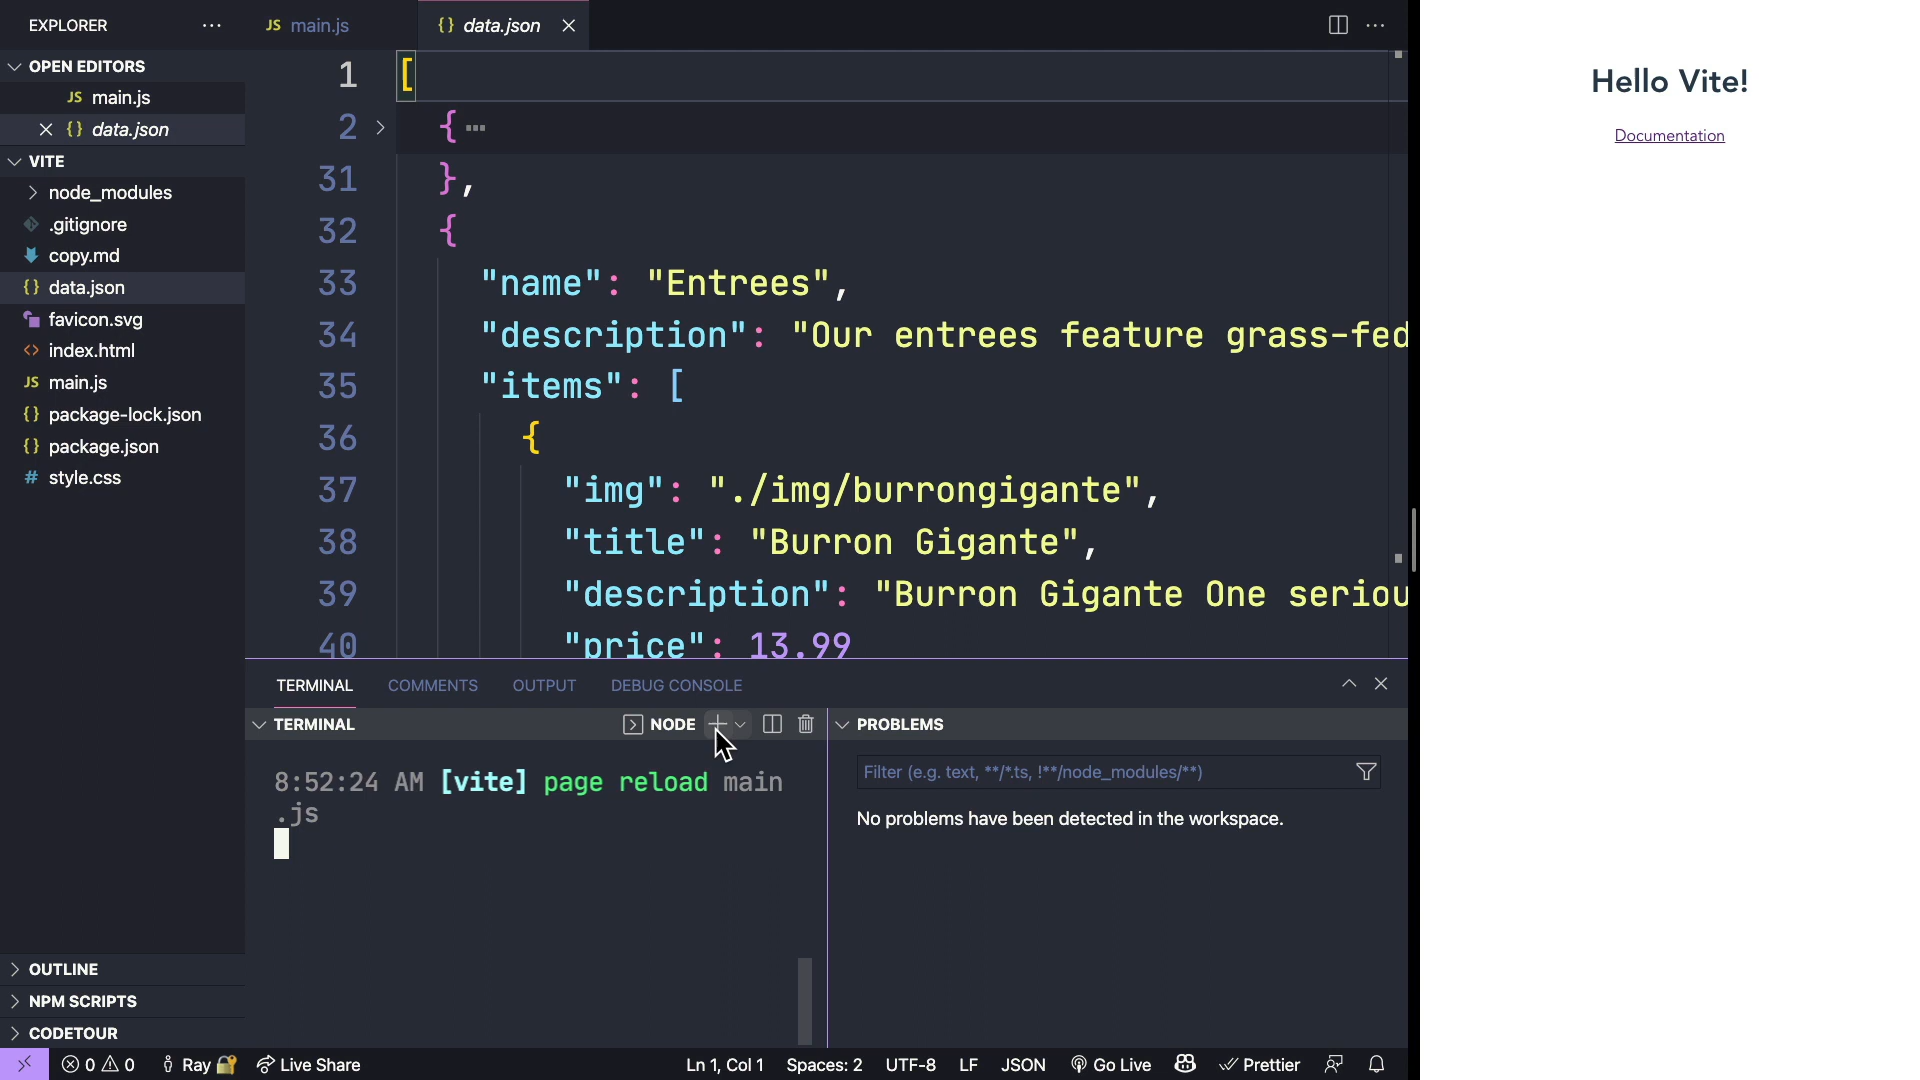 EXPLORER
JS main.js
{} data.json
OPEN EDITORS
JS main.js
{} data.json
VITE
node_modules
.gitignore
copy.md
{} data.json
favicon.svg
<> index.html
JS main.js
{} package-lock.json
{} package.json
# style.css
OUTLINE
NPM SCRIPTS
CODETOUR
1 [
2 {
31 },
32 {
33 "name": "Entrees",
34 "description": "Our entrees feature grass-fed
35 "items": [
36 {
37 "img": "./img/burrongigante",
38 "title": "Burron Gigante",
39 "description": "Burron Gigante One seriou
40 "price": 13.99
TERMINAL COMMENTS OUTPUT DEBUG CONSOLE
TERMINAL
NODE
8:52:24 AM [vite] page reload main
.js
PROBLEMS
Filter (e.g. text, **/*.ts, !**/node_modules/**)
No problems have been detected in the workspace.
0 0 Ray Live Share
Ln 1, Col 1 Spaces: 2 UTF-8 LF JSON Go Live Prettier
Hello Vite!
Documentation